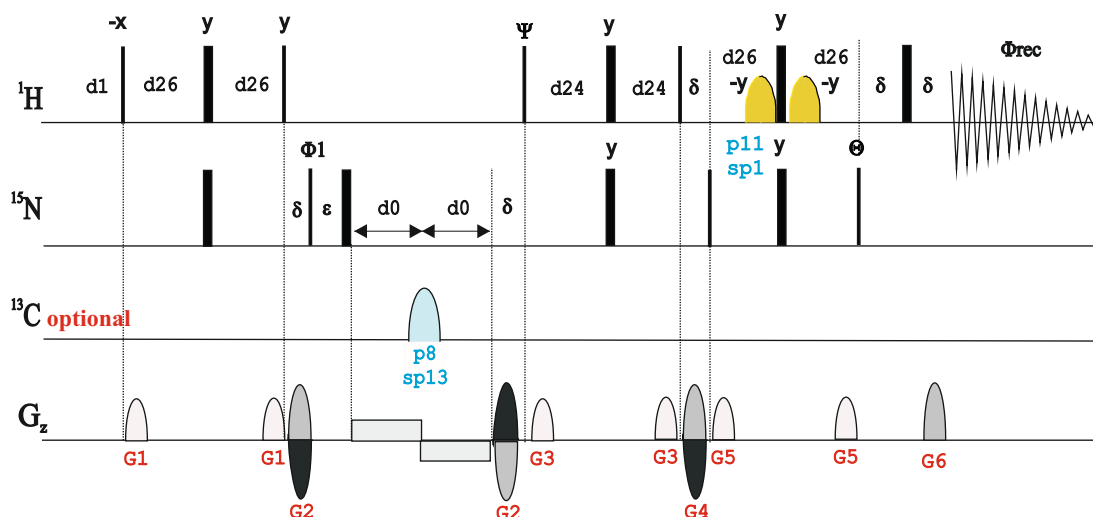 -x y y Ψ y y
d26 d26
¹H d1 d26 d26 d24 d24 δ -y -y δ δ Φrec
p11
sp1
Φ1 y y Θ
¹⁵N δ ε d0 d0 δ
¹³C optional
p8
sp13
G_z
G1 G1 G3 G3 G5 G5 G6
G2 G2 G4